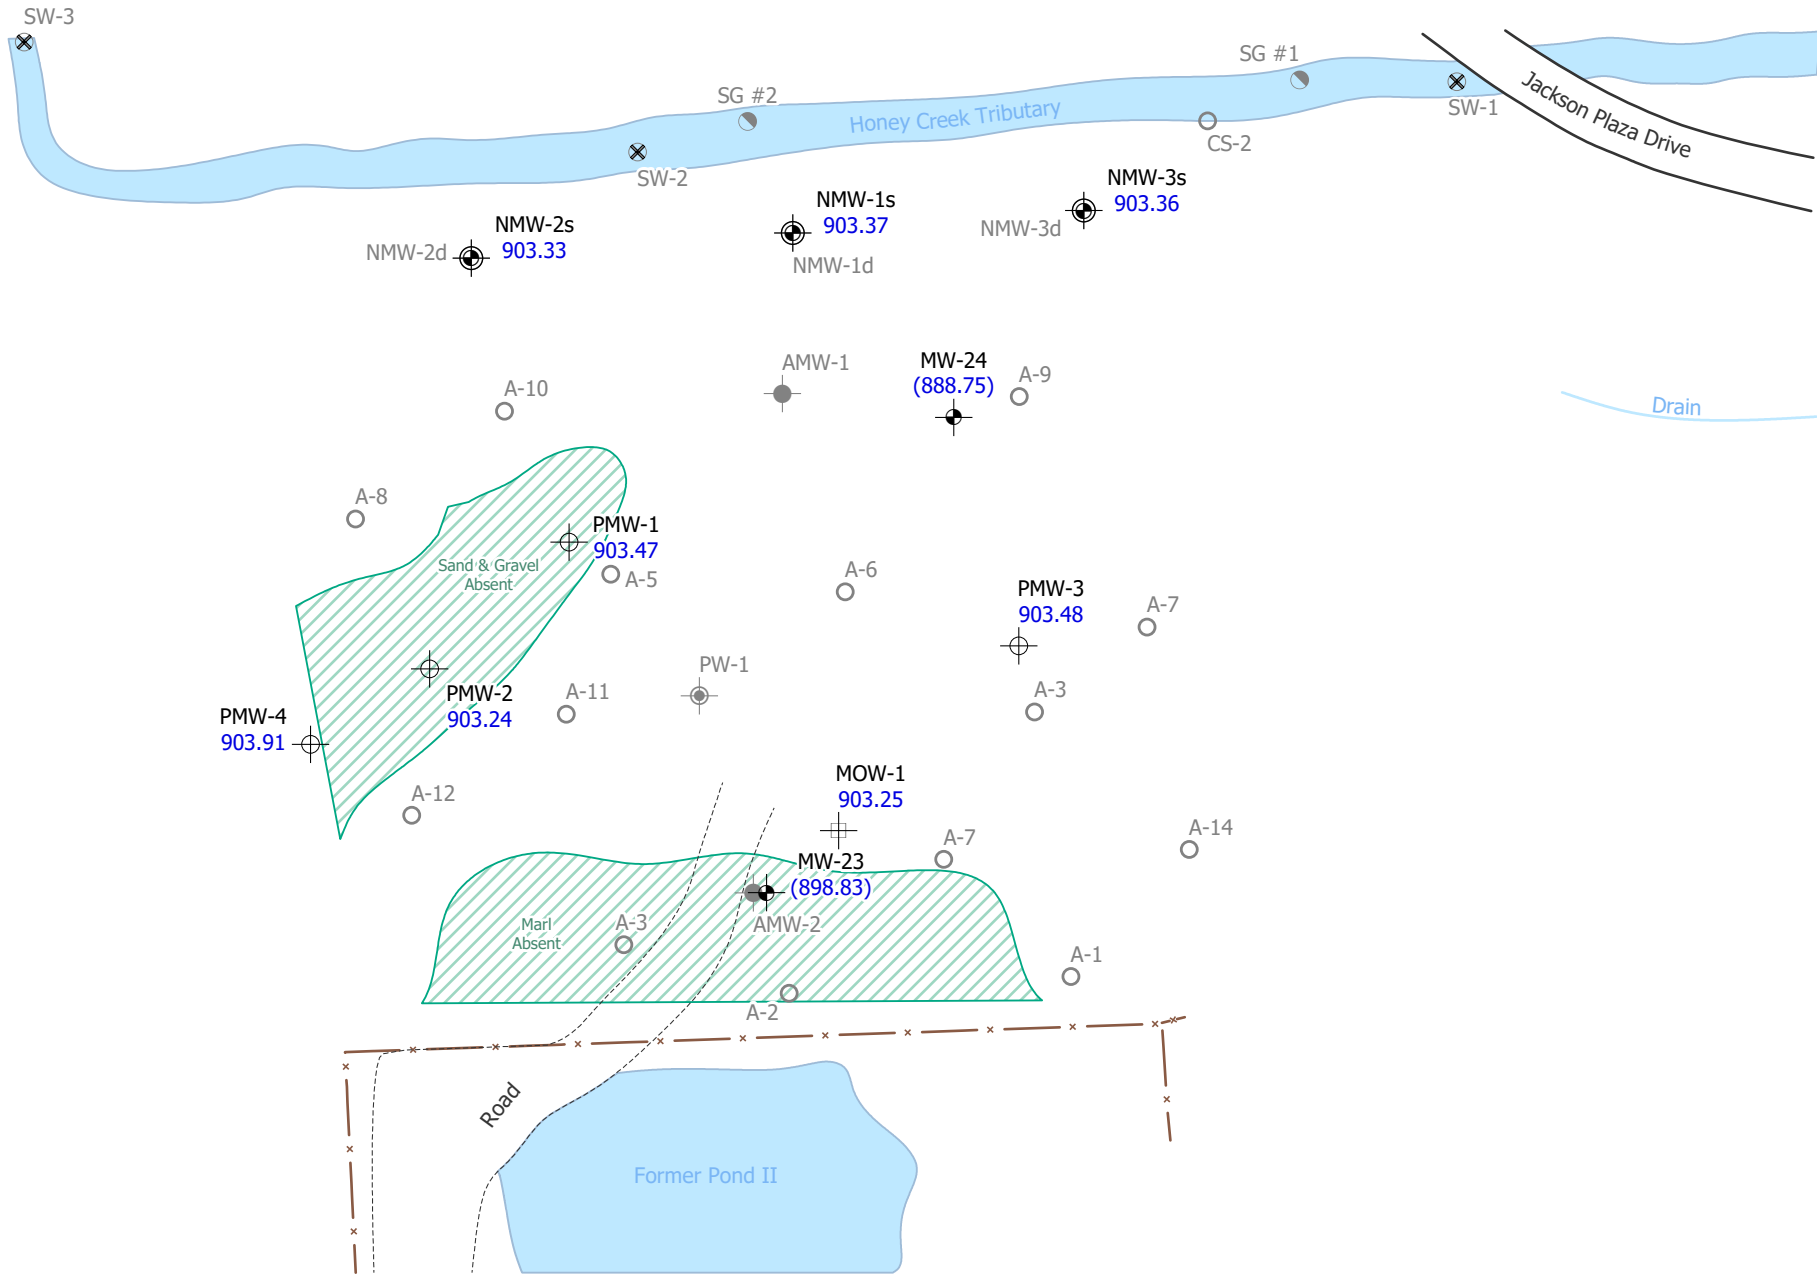 SW-3
SG #1
SG #2
Honey Creek Tributary
SW-1
Jackson Plaza Drive
CS-2
SW-2
NMW-3s
903.36
NMW-3d
NMW-1s
903.37
NMW-1d
NMW-2s
903.33
NMW-2d
AMW-1
MW-24
(888.75)
A-9
A-10
Drain
A-8
PMW-1
903.47
Sand & Gravel
Absent
A-5
A-6
PMW-3
903.48
A-7
PW-1
PMW-2
903.24
A-11
A-3
PMW-4
903.91
MOW-1
903.25
A-12
A-7
A-14
MW-23
(898.83)
Marl
Absent
A-3
AMW-2
A-1
A-2
Road
Former Pond II